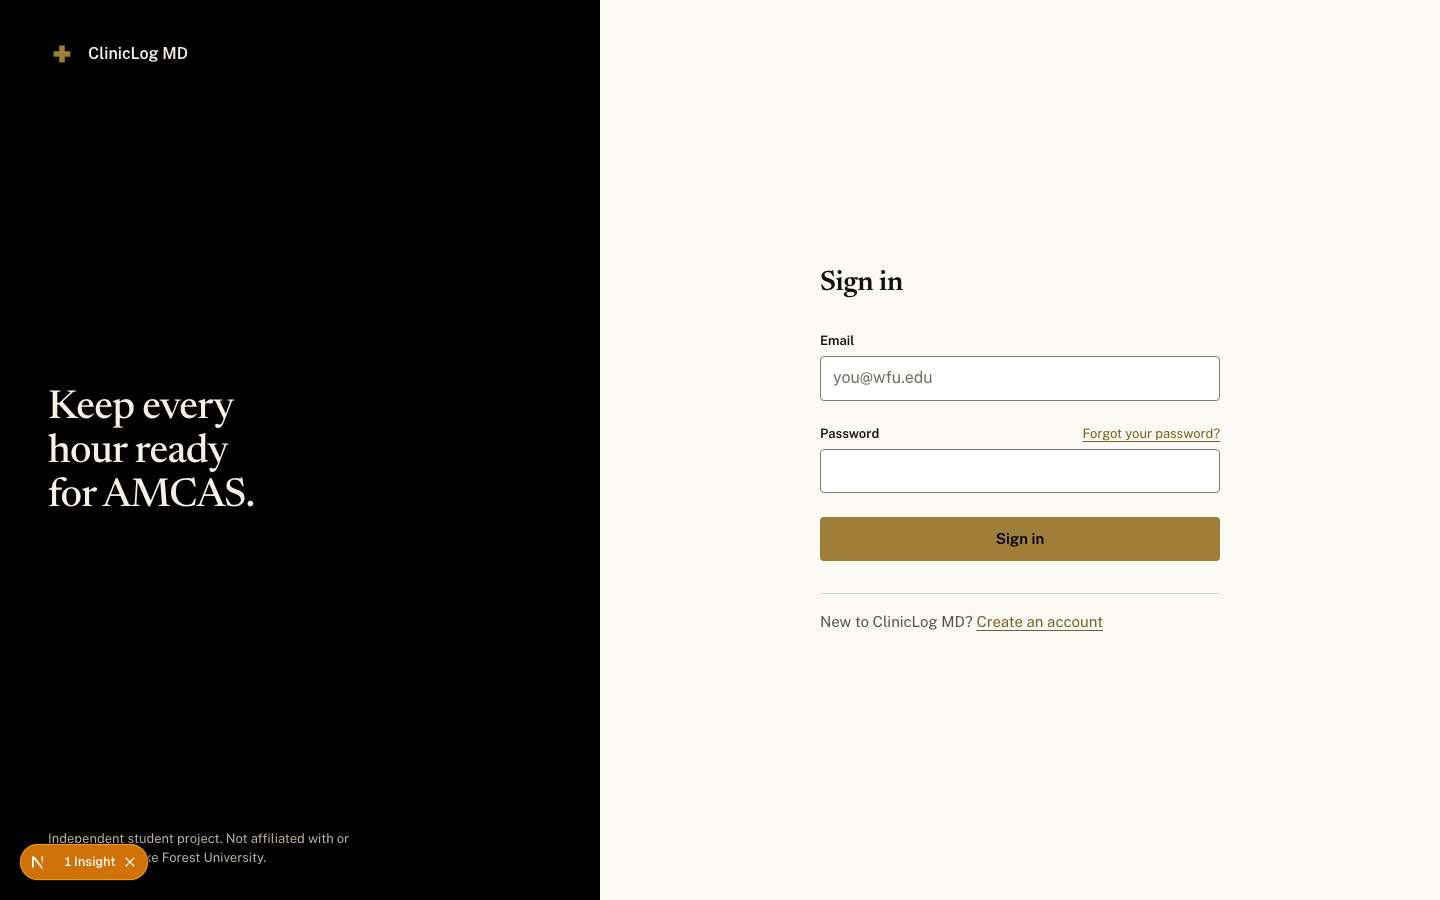 ClinicLog MD
Keep every
hour ready
for AMCAS.
Independent student project. Not affiliated with or
ke Forest University.
1 Insight
Sign in
Email
you@wfu.edu
Password
Forgot your password?
Sign in
New to ClinicLog MD? Create an account